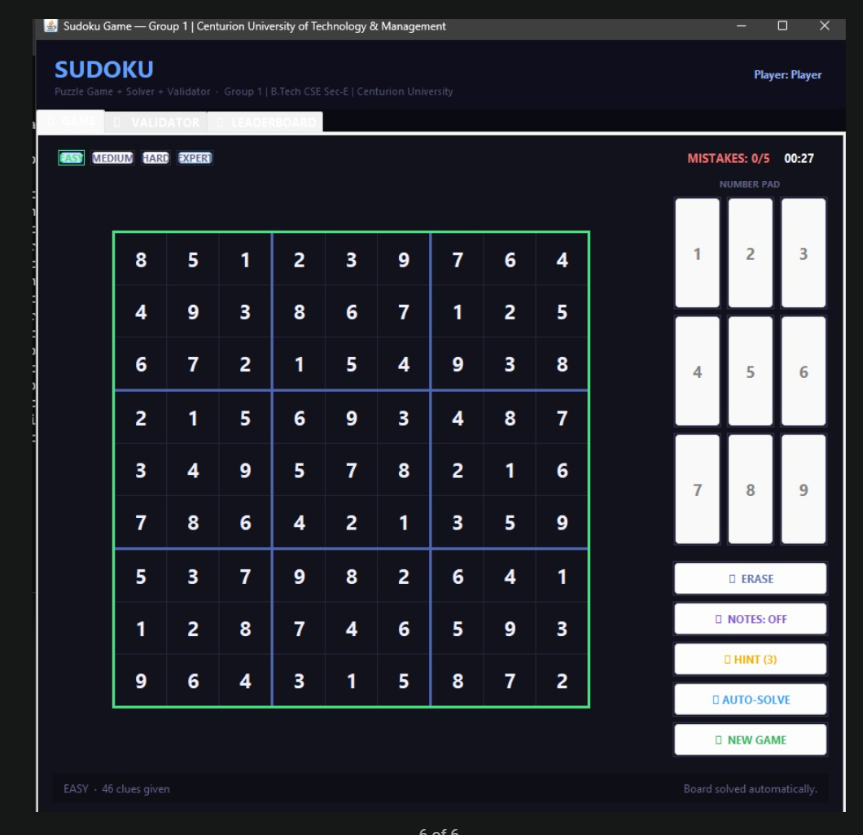 Sudoku Game — Group 1 | Centurion University of Technology & Management
SUDOKU
Player: Player
Puzzle Game + Solver + Validator · Group 1 | B.Tech CSE Sec-E | Centurion University
GAME VALIDATOR LEADERBOARD
EASY MEDIUM HARD EXPERT
MISTAKES: 0/5 00:27
NUMBER PAD
8 5 1 2 3 9 7 6 4
4 9 3 8 6 7 1 2 5
6 7 2 1 5 4 9 3 8
2 1 5 6 9 3 4 8 7
3 4 9 5 7 8 2 1 6
7 8 6 4 2 1 3 5 9
5 3 7 9 8 2 6 4 1
1 2 8 7 4 6 5 9 3
9 6 4 3 1 5 8 7 2
1 2 3
4 5 6
7 8 9
ERASE
NOTES: OFF
HINT (3)
AUTO-SOLVE
NEW GAME
EASY · 46 clues given
Board solved automatically.
6 of 6